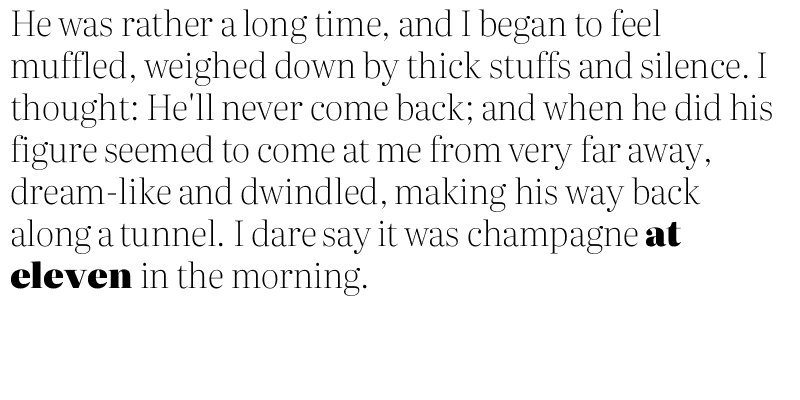 He was rather a long time, and I began to feel
muffled, weighed down by thick stuffs and silence. I
thought: He'll never come back; and when he did his
figure seemed to come at me from very far away,
dream-like and dwindled, making his way back
along a tunnel. I dare say it was champagne at
eleven in the morning.